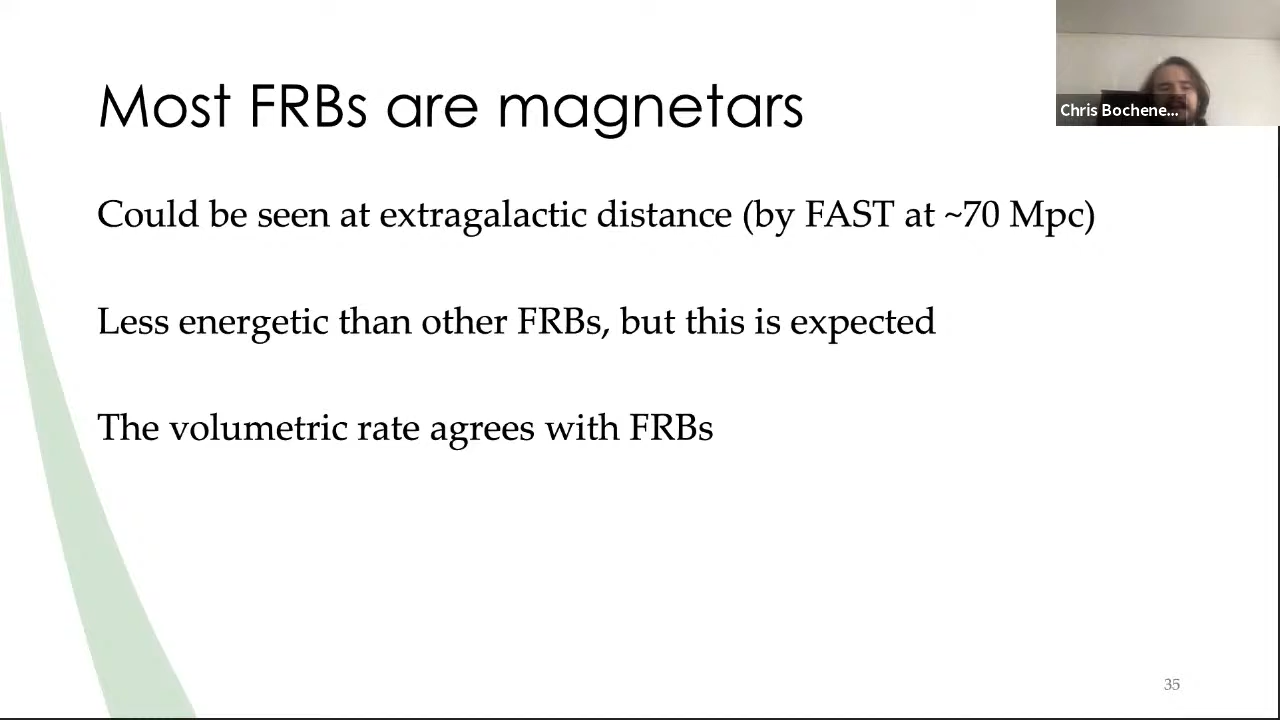 Most FRBs are magnetars
Chris Bochene...
Could be seen at extragalactic distance (by FAST at ~70 Mpc)
Less energetic than other FRBs, but this is expected
The volumetric rate agrees with FRBs
35